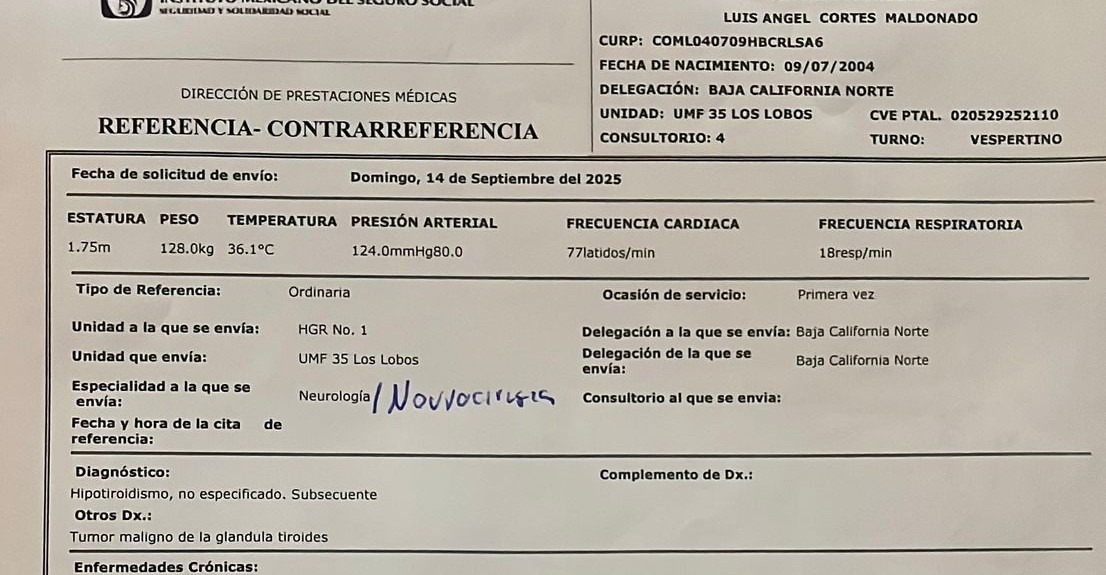 SEGURIDAD Y SOLIDARIDAD SOCIAL
LUIS ANGEL CORTES MALDONADO
CURP: COML040709HBCRLSA6
FECHA DE NACIMIENTO: 09/07/2004
DELEGACIÓN: BAJA CALIFORNIA NORTE
UNIDAD: UMF 35 LOS LOBOS CVE PTAL. 020529252110
CONSULTORIO: 4 TURNO: VESPERTINO
DIRECCIÓN DE PRESTACIONES MÉDICAS
REFERENCIA- CONTRARREFERENCIA
Fecha de solicitud de envío: Domingo, 14 de Septiembre del 2025
ESTATURA PESO TEMPERATURA PRESIÓN ARTERIAL FRECUENCIA CARDIACA FRECUENCIA RESPIRATORIA
1.75m 128.0kg 36.1°C 124.0mmHg80.0 77latidos/min 18resp/min
Tipo de Referencia: Ordinaria Ocasión de servicio: Primera vez
Unidad a la que se envía: HGR No. 1 Delegación a la que se envía: Baja California Norte
Unidad que envía: UMF 35 Los Lobos Delegación de la que se envía: Baja California Norte
Especialidad a la que se envía: Neurología / Consultorio al que se envia:
Fecha y hora de la cita de referencia:
Diagnóstico: Complemento de Dx.:
Hipotiroidismo, no especificado. Subsecuente
Otros Dx.:
Tumor maligno de la glandula tiroides
Enfermedades Crónicas: